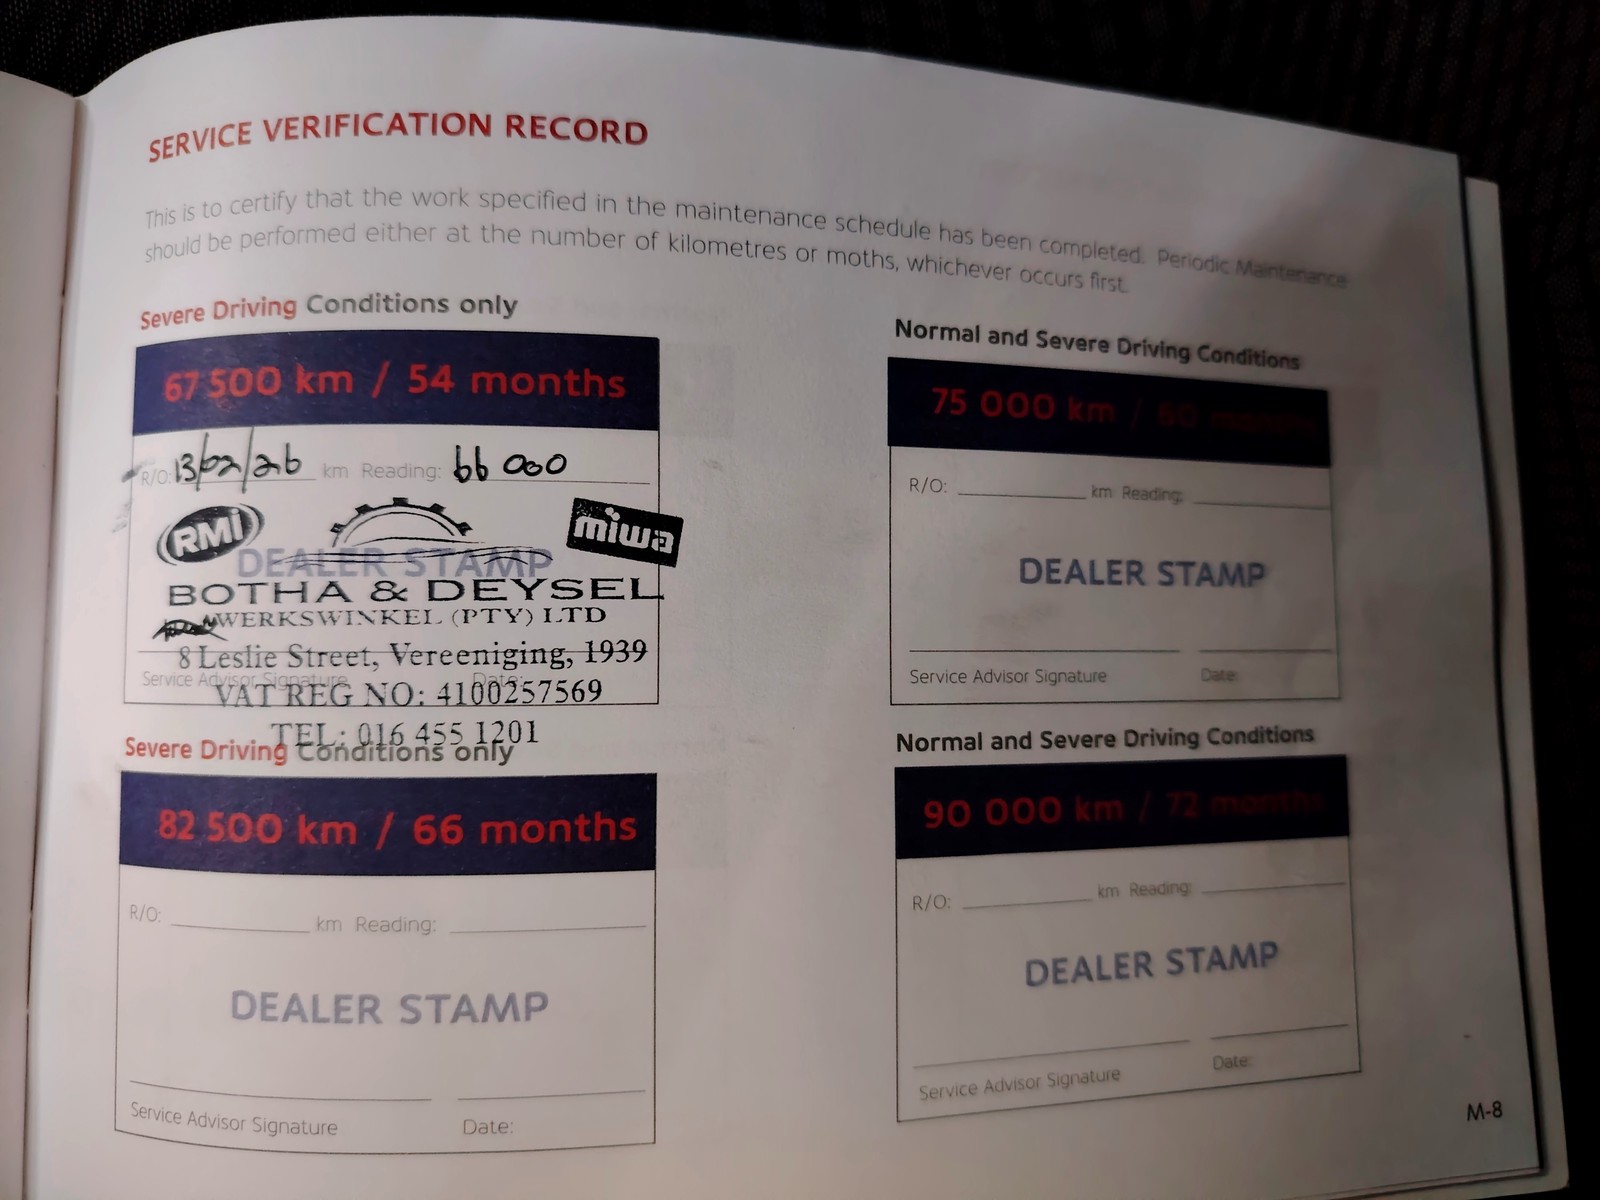 SERVICE VERIFICATION RECORD
This is to certify that the work specified in the maintenance schedule has been completed. Periodic Maintenance
should be performed either at the number of kilometres or moths, whichever occurs first.
Severe Driving Conditions only
67 500 km / 54 months
R/O: 13/02/26 km Reading: 66 000
RMI
miwa
DEALER STAMP
BOTHA & DEYSEL
WERKSWINKEL (PTY) LTD
8 Leslie Street, Vereeniging, 1939
Service Advisor Signature Date:
VAT REG NO: 4100257569
TEL: 016 455 1201
Normal and Severe Driving Conditions
75 000 km / 60 months
R/O: km Reading:
DEALER STAMP
Service Advisor Signature Date:
Severe Driving Conditions only
82 500 km / 66 months
R/O: km Reading:
DEALER STAMP
Service Advisor Signature Date:
Normal and Severe Driving Conditions
90 000 km / 72 months
R/O: km Reading:
DEALER STAMP
Service Advisor Signature Date:
M-8